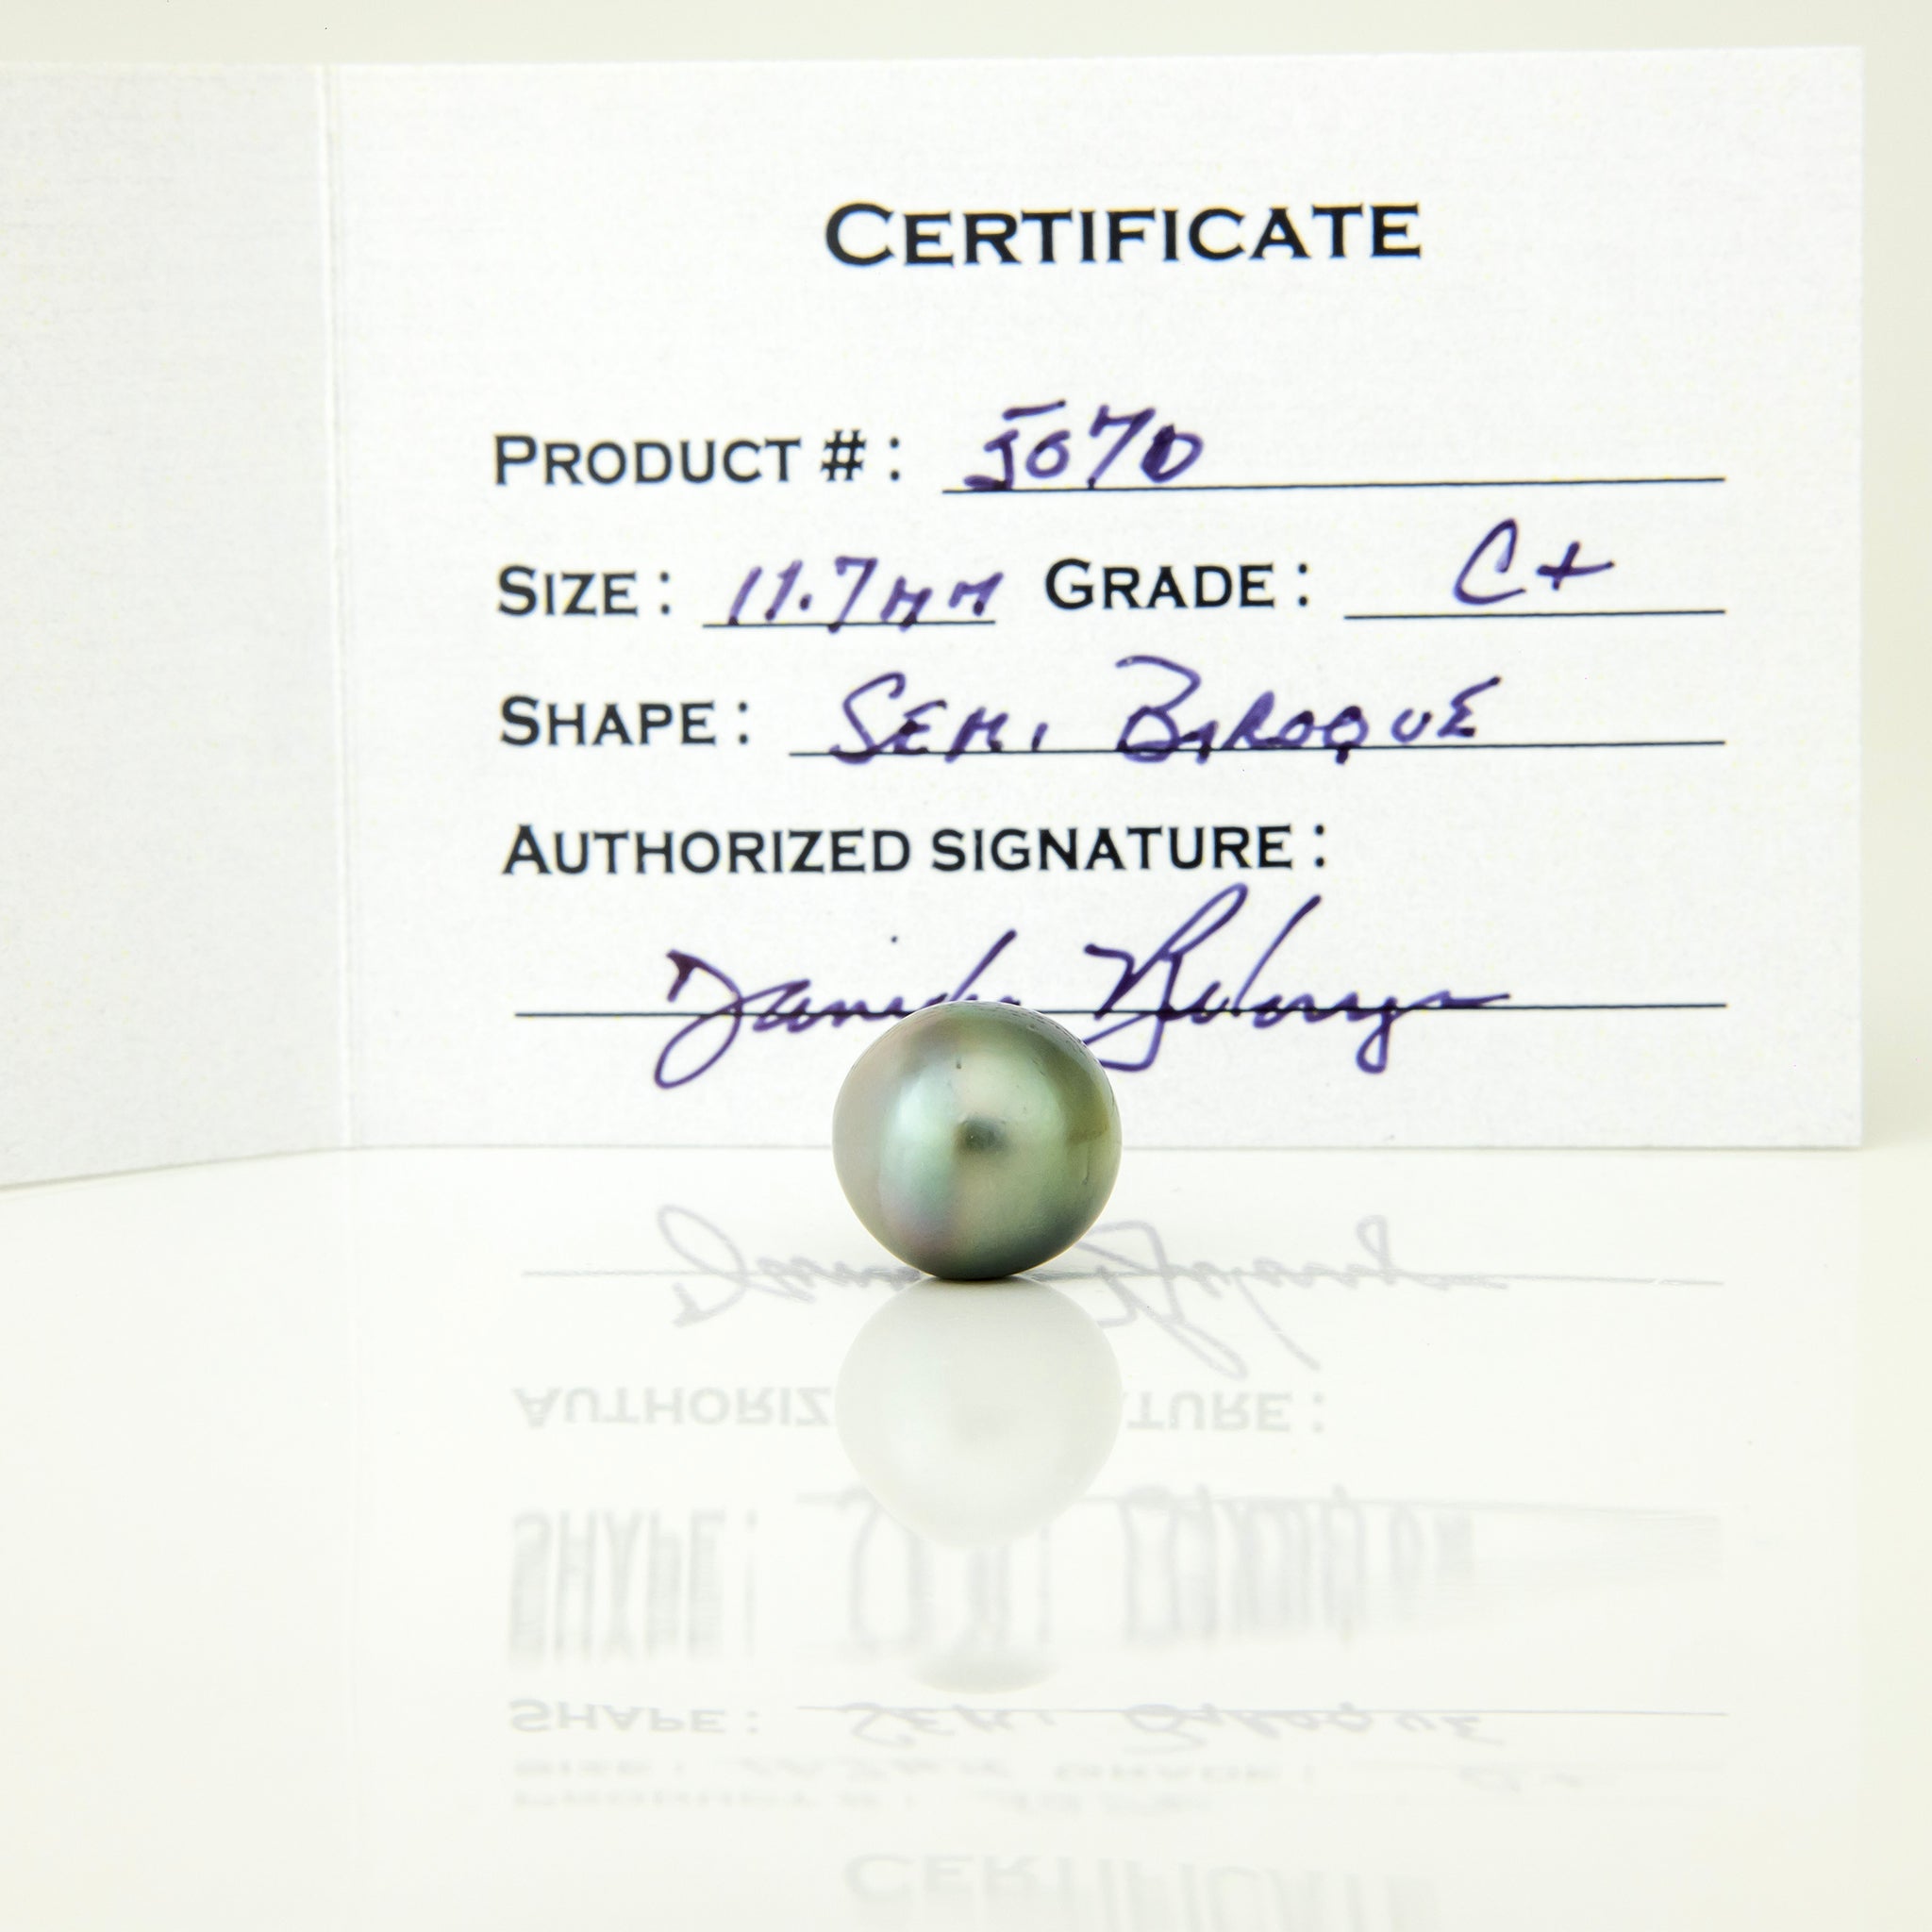 CERTIFICATE
PRODUCT #: 5070
SIZE: 11.7MM GRADE: C+
SHAPE: SEMI BAROQUE
AUTHORIZED SIGNATURE: